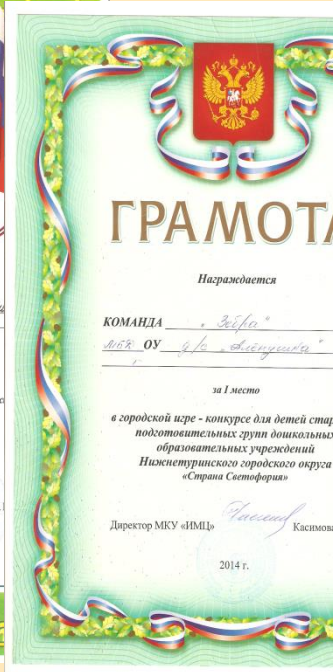 ГРАМОТА
Награждается
КОМАНДА „Зебра"
МБДОУ д/с „Алёнушка"
за I место
в городской игре - конкурсе для детей стар
подготовительных групп дошкольных
образовательных учреждений
Нижнетуринского городского округа
«Страна Светофория»
Директор МКУ «ИМЦ» Касимова
2014 г.